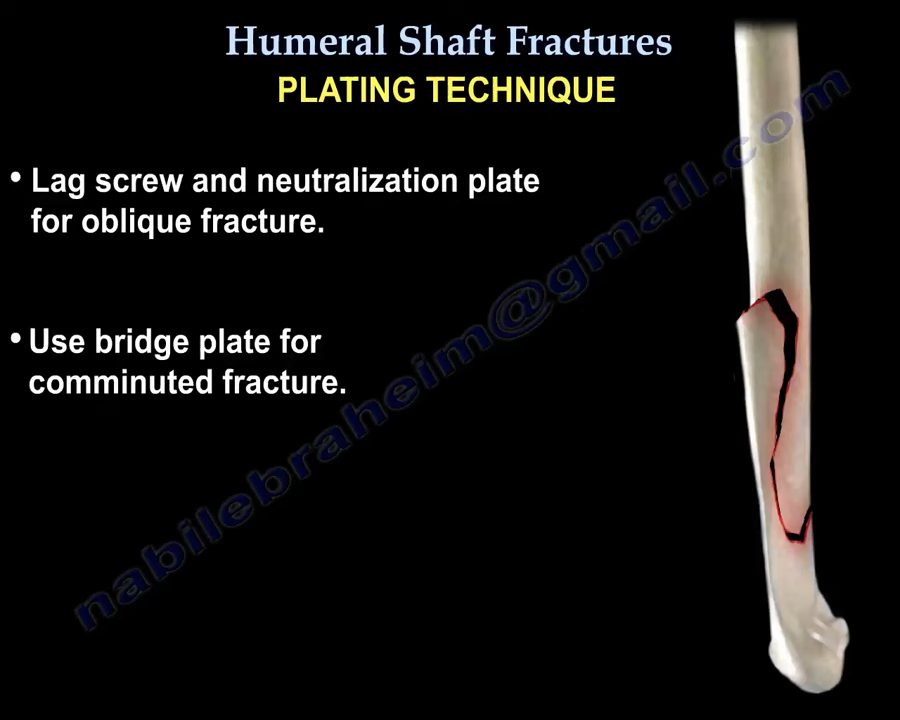 Humeral Shaft Fractures
PLATING TECHNIQUE
• Lag screw and neutralization plate
for oblique fracture.
• Use bridge plate for
comminuted fracture.
nabilebraheim@gmail.com